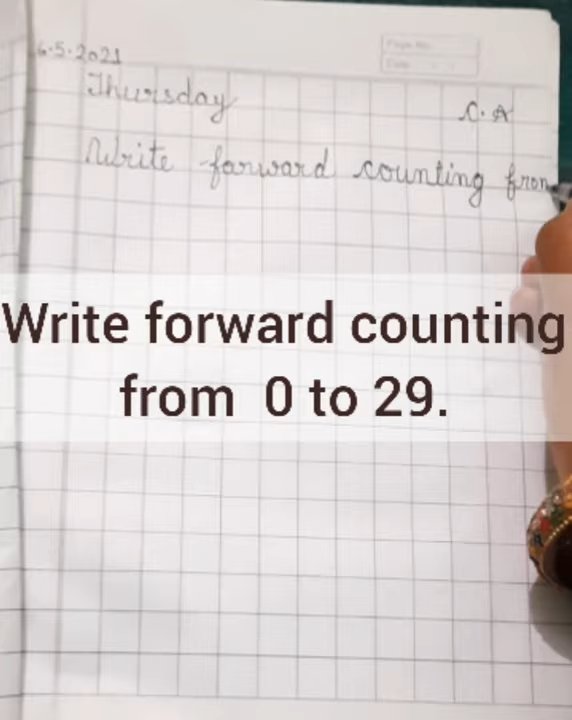 6.5.2021
Thursday
C.A
Write forward counting from
Write forward counting
from 0 to 29.